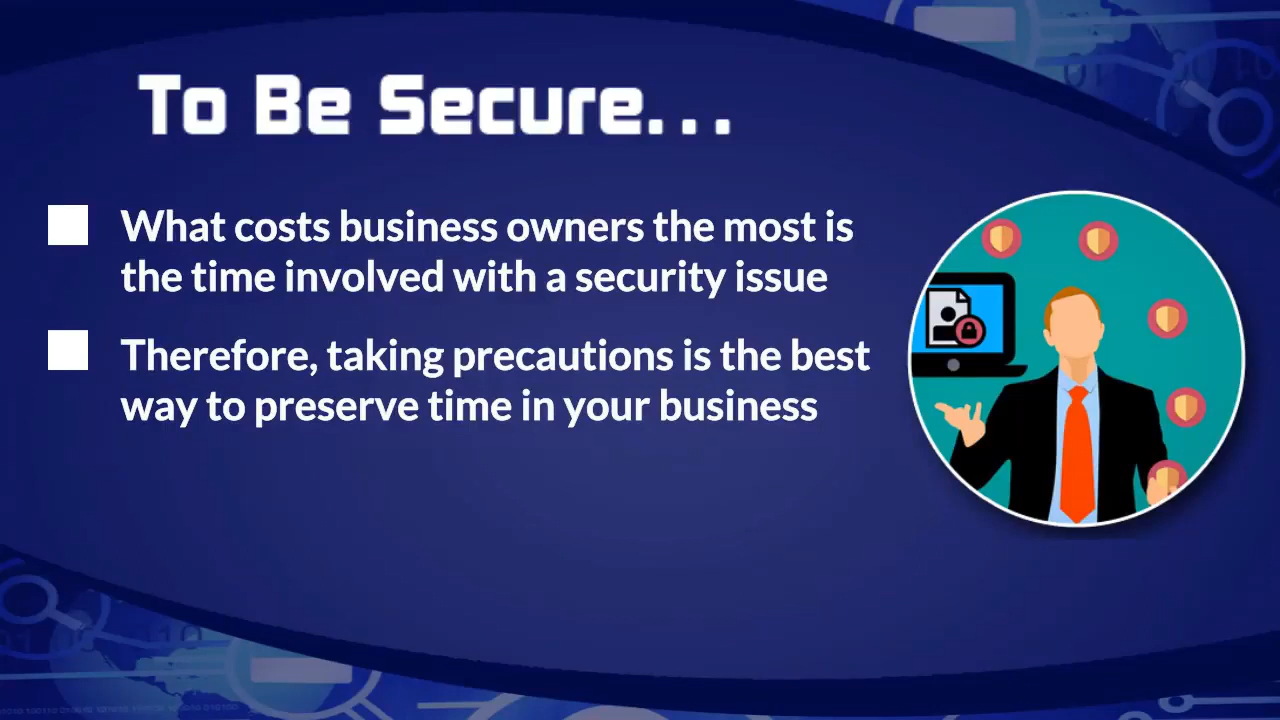 To Be Secure...
What costs business owners the most is
the time involved with a security issue
Therefore, taking precautions is the best
way to preserve time in your business